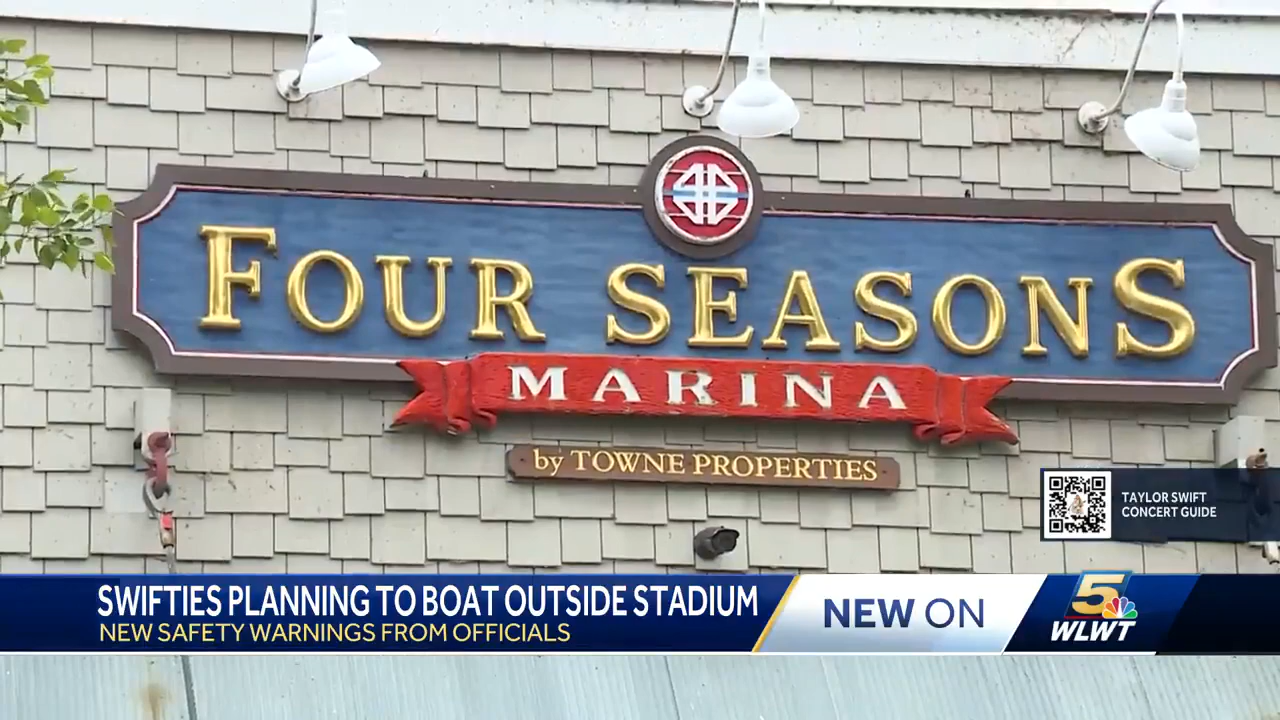 FOUR SEASONS
MARINA
by TOWNE PROPERTIES
TAYLOR SWIFT
CONCERT GUIDE
SWIFTIES PLANNING TO BOAT OUTSIDE STADIUM
NEW SAFETY WARNINGS FROM OFFICIALS
NEW ON
5
WLWT